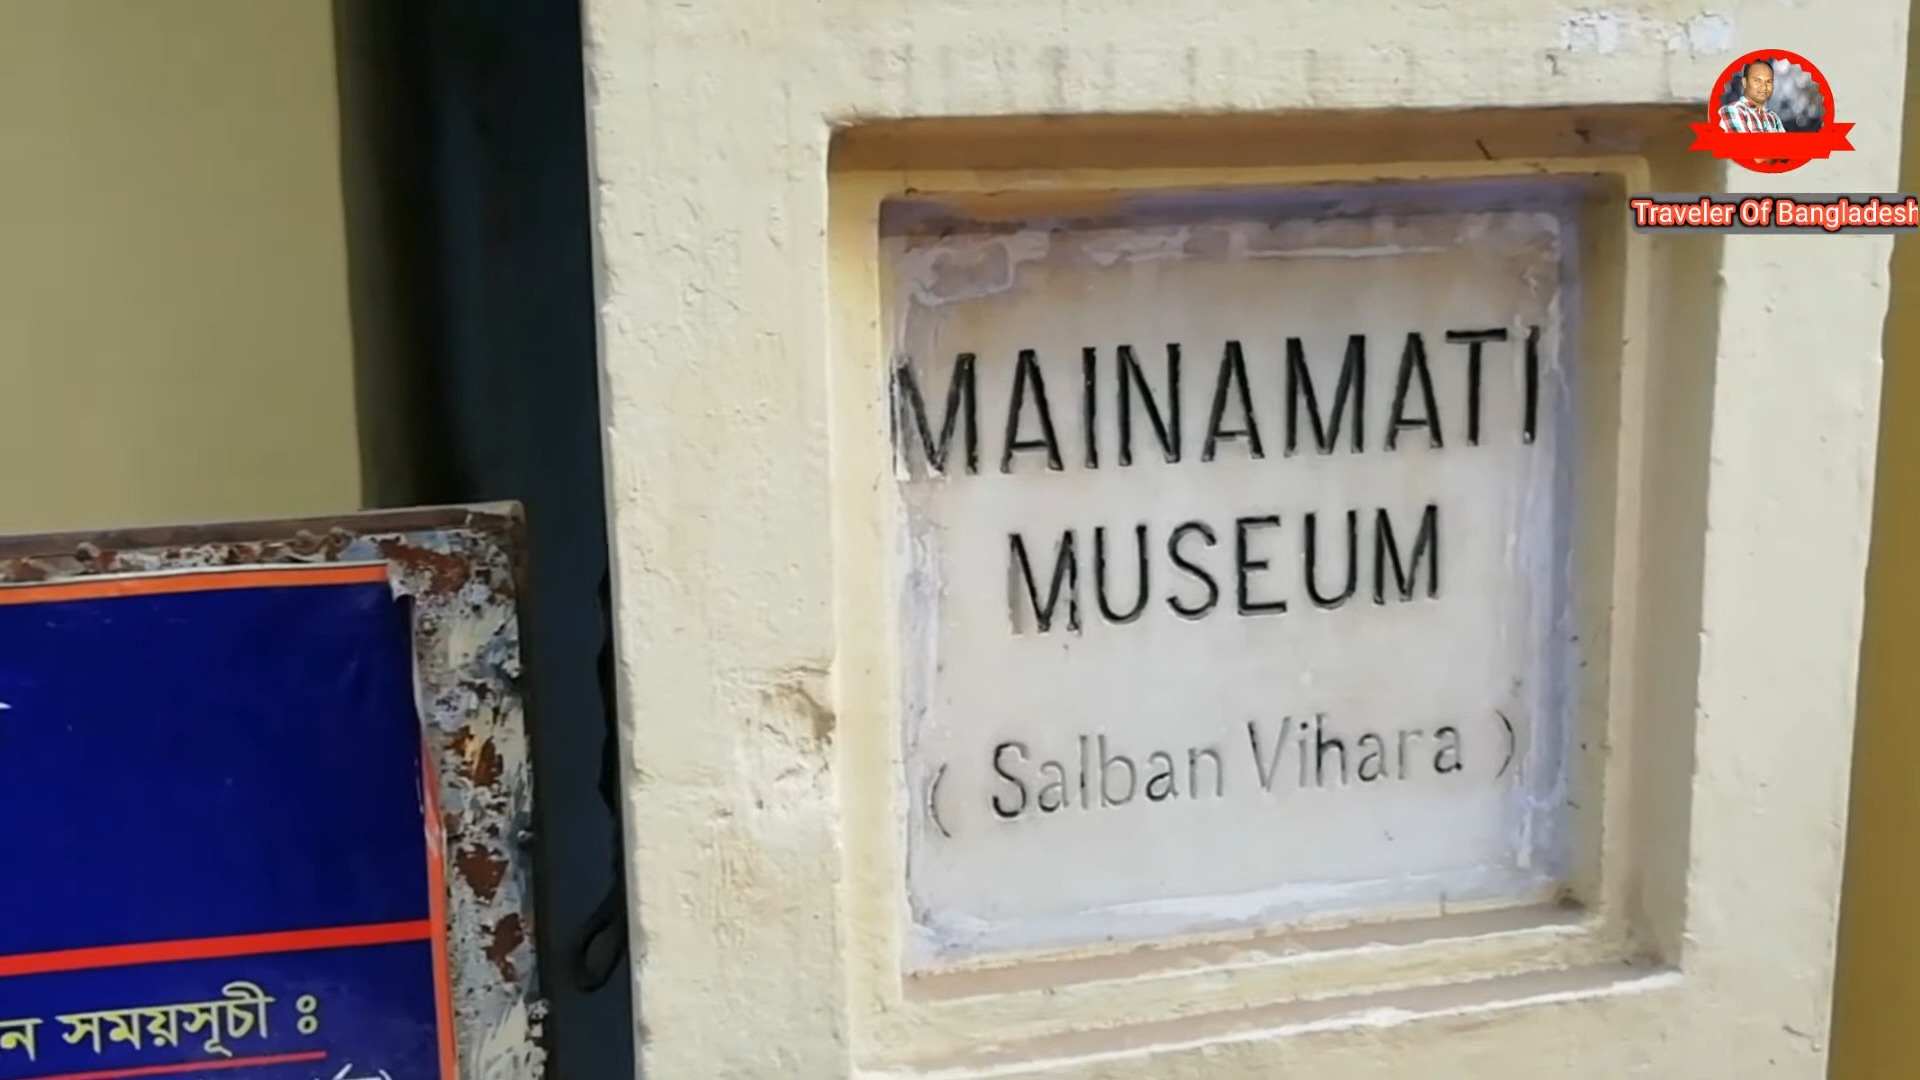 Traveler Of Bangladesh
MAINAMATI
MUSEUM
( Salban Vihara )
ন সময়সূচী ঃ